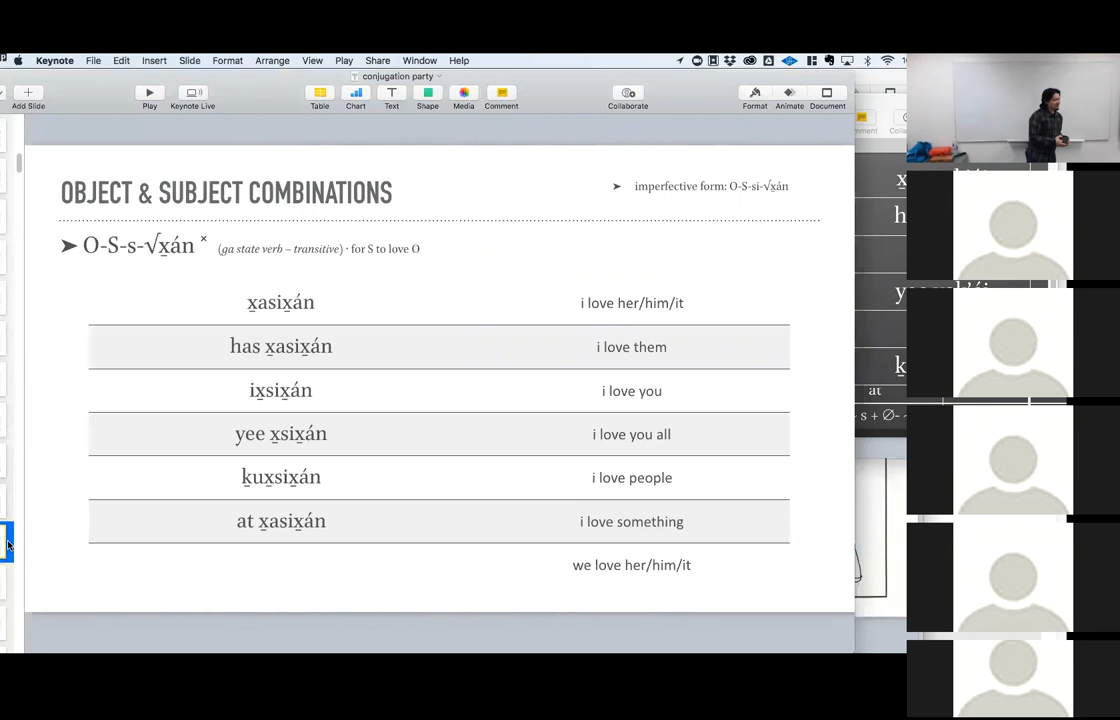 Keynote File Edit Insert Slide Format Arrange View Play Share Window Help
conjugation party
Add Slide Play Keynote Live Table Chart Text Shape Media Comment Collaborate Format Animate Document
OBJECT & SUBJECT COMBINATIONS
➤ imperfective form: O-S-si-√x̱án
➤ O-S-s-√x̱án ˣ (ga state verb – transitive) · for S to love O
x̱asix̱án i love her/him/it
has x̱asix̱án i love them
ix̱six̱án i love you
yee x̱six̱án i love you all
ḵux̱six̱án i love people
at x̱asix̱án i love something
we love her/him/it
at
s + Ø-